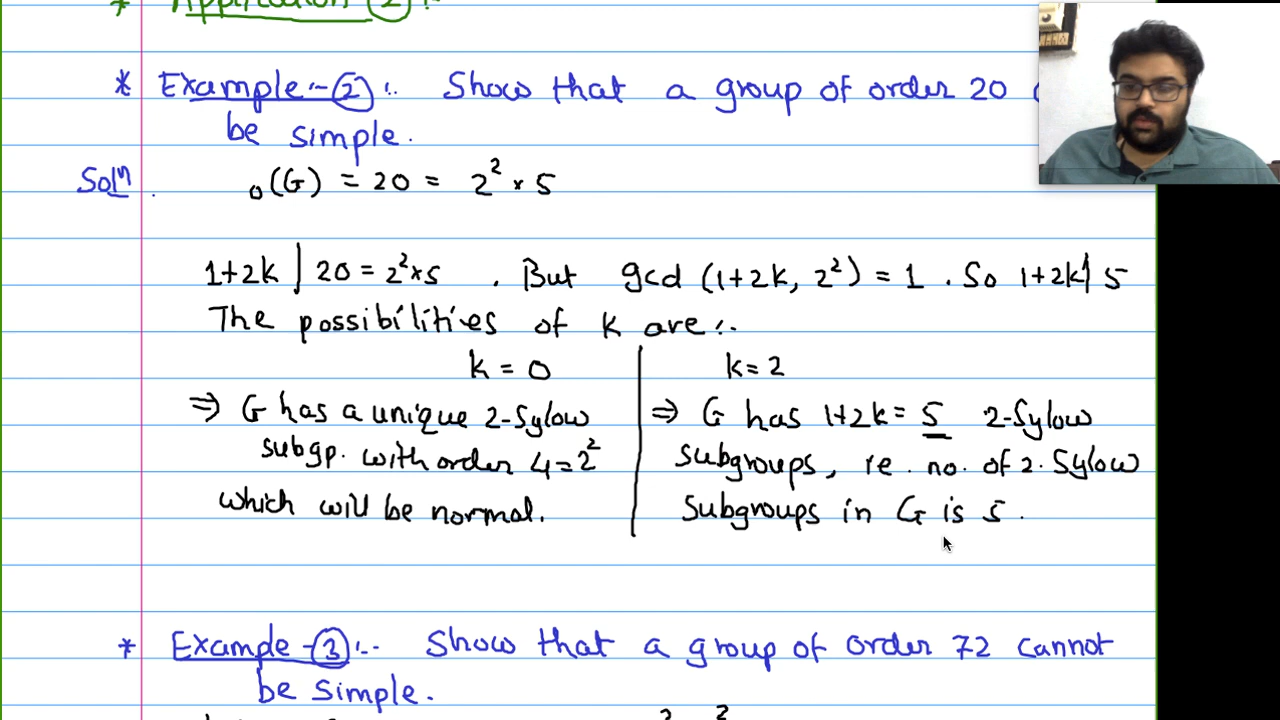 * Application (2) :-
* Example :- (2) :- Show that a group of order 20
be simple.
Solⁿ. o(G) = 20 = 2² × 5
1+2k | 20 = 2²×5 . But gcd (1+2k, 2²) = 1 . So 1+2k | 5
The possibilities of k are :-
k = 0
⇒ G has a unique 2-Sylow
subgp. with order 4=2²
which will be normal.
k = 2
⇒ G has 1+2k = 5 2-Sylow
subgroups, ie. no. of 2-Sylow
subgroups in G is 5 .
* Example -(3) :-- Show that a group of order 72 cannot
be simple.